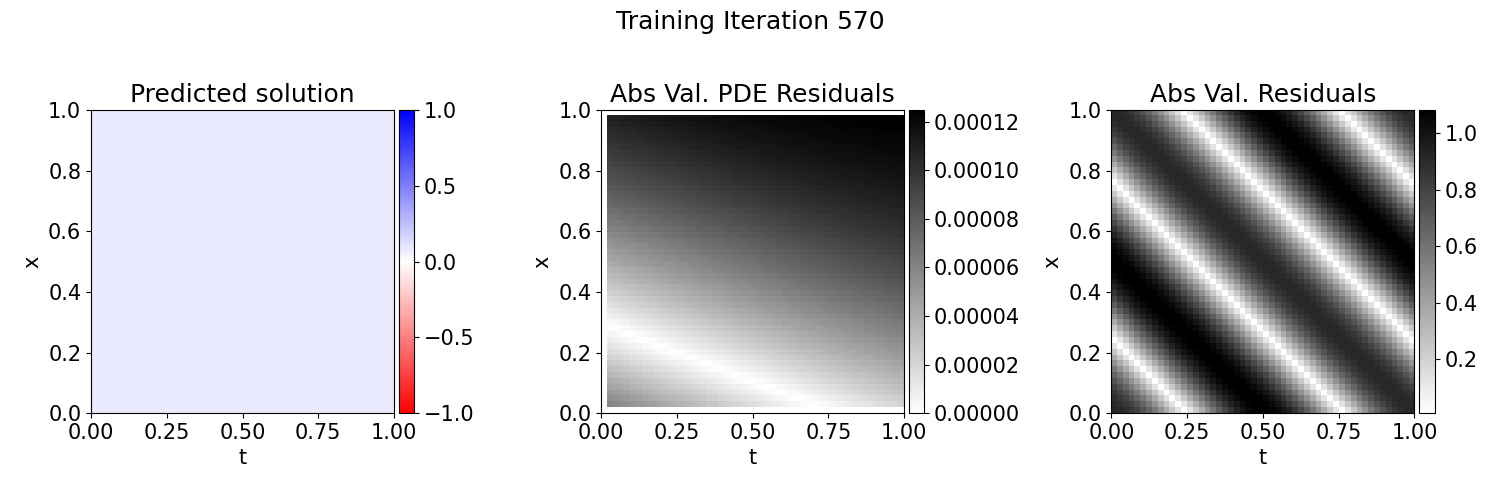 Training Iteration 570
Predicted solution
1.0
0.8
0.6
0.4
0.2
0.0
x
0.00 0.25 0.50 0.75 1.00
t
1.0
0.5
0.0
−0.5
−1.0
Abs Val. PDE Residuals
1.0
0.8
0.6
0.4
0.2
0.0
x
0.00 0.25 0.50 0.75 1.00
t
0.00012
0.00010
0.00008
0.00006
0.00004
0.00002
0.00000
Abs Val. Residuals
1.0
0.8
0.6
0.4
0.2
0.0
x
0.00 0.25 0.50 0.75 1.00
t
1.0
0.8
0.6
0.4
0.2